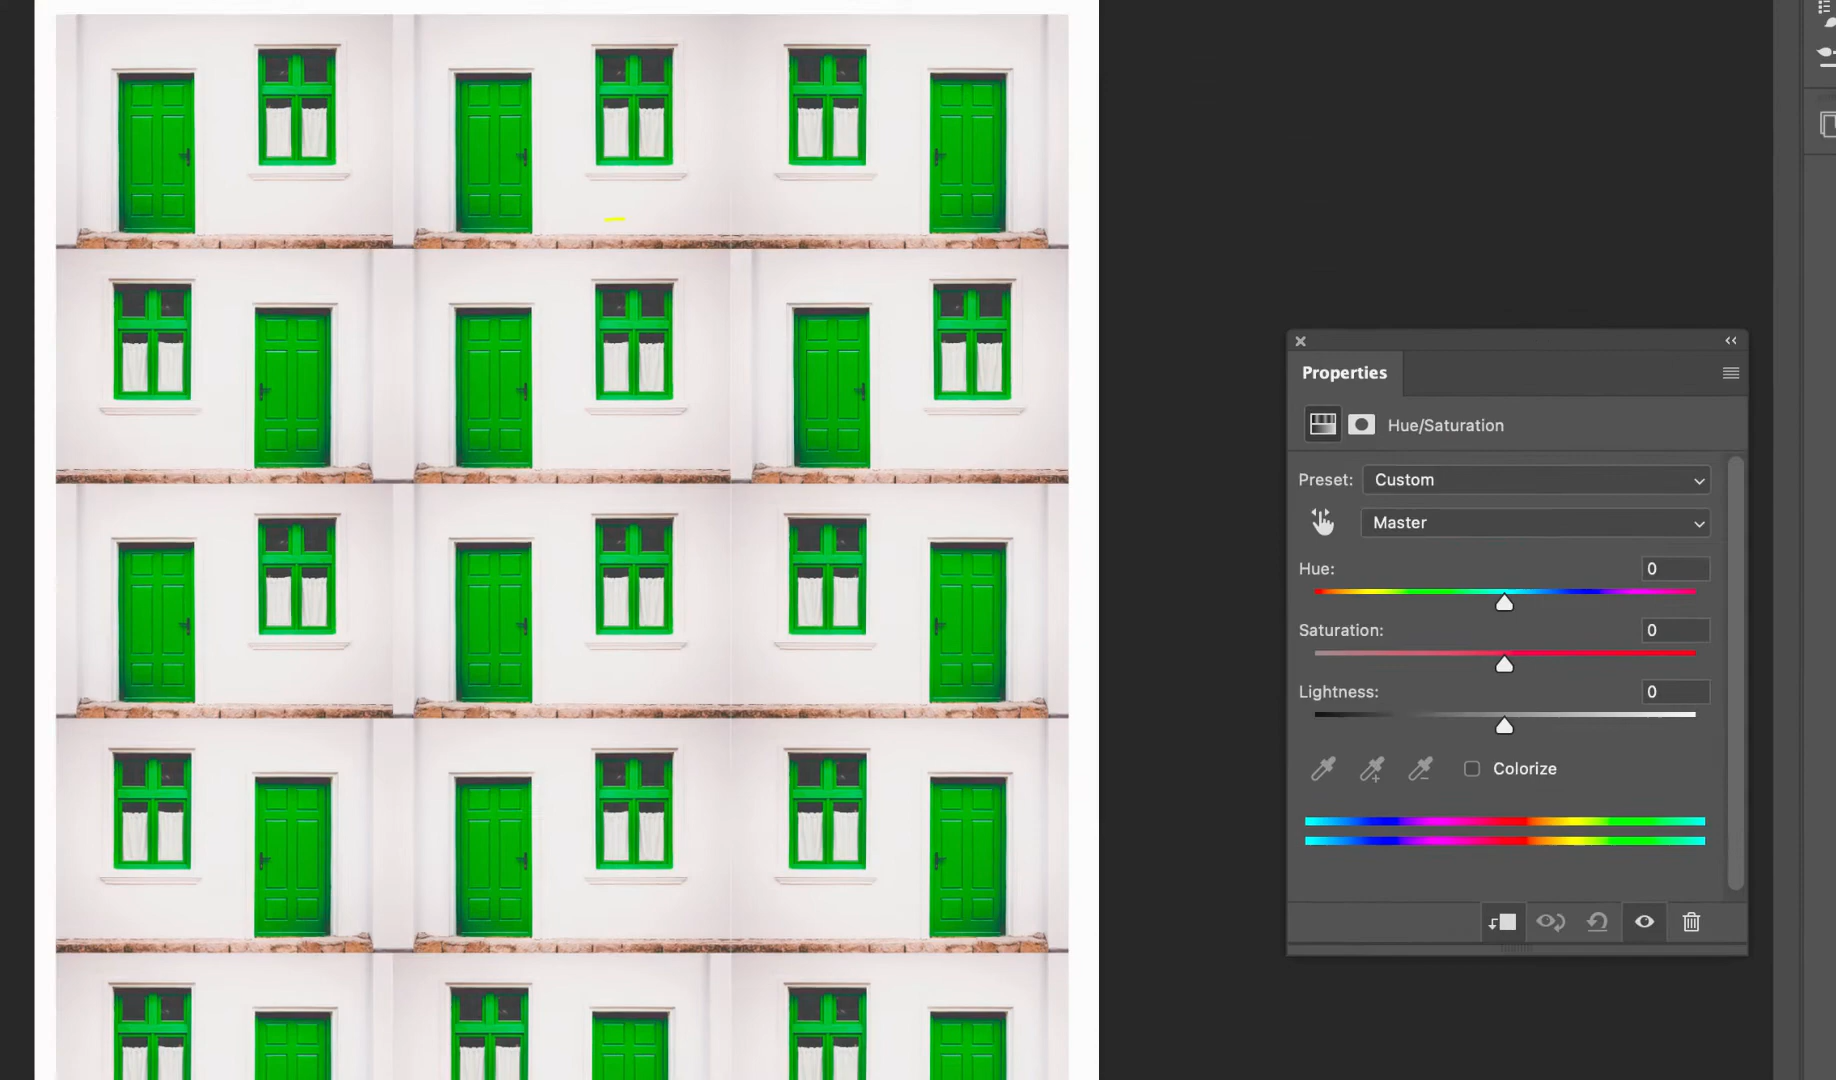 Properties
Hue/Saturation
Preset: Custom
Master
Hue: 0
Saturation: 0
Lightness: 0
Colorize